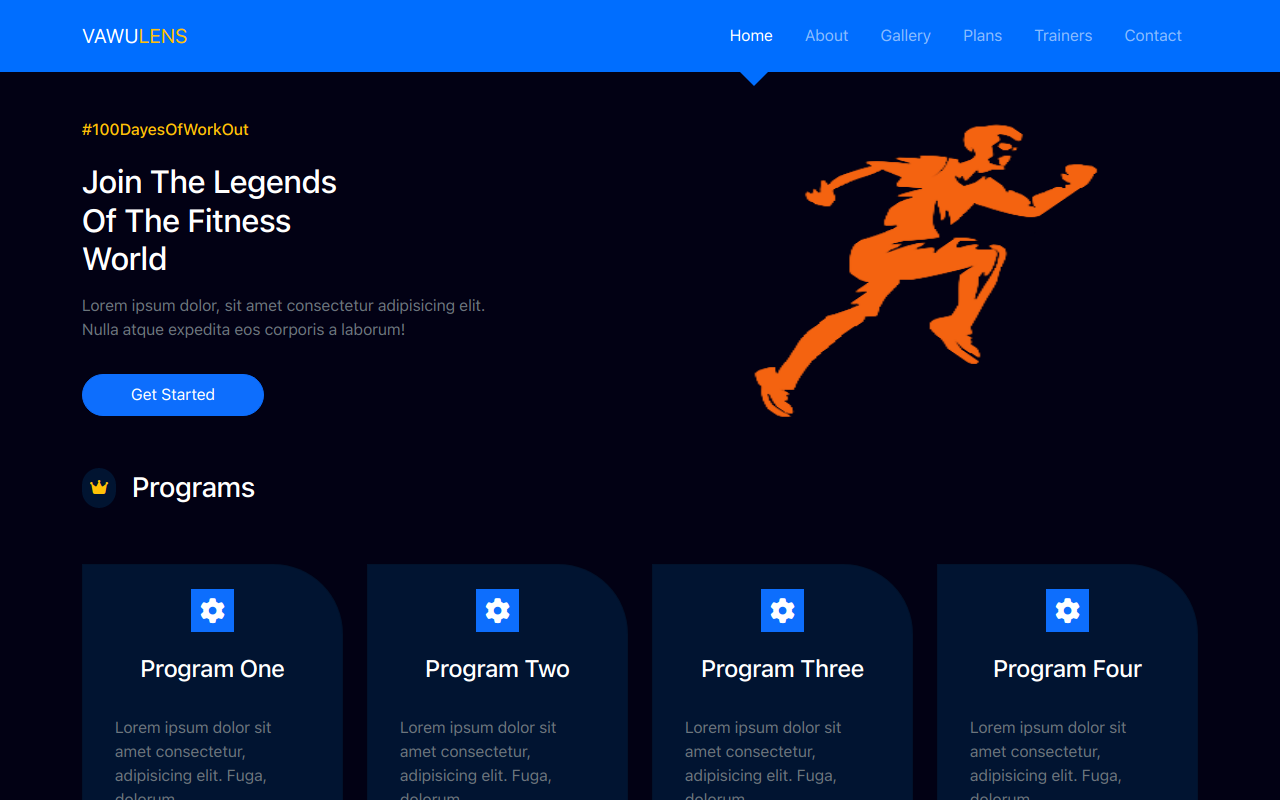 VAWULENS
Home About Gallery Plans Trainers Contact
#100DayesOfWorkOut
Join The Legends
Of The Fitness
World
Lorem ipsum dolor, sit amet consectetur adipisicing elit.
Nulla atque expedita eos corporis a laborum!
Get Started
Programs
Program One
Lorem ipsum dolor sit
amet consectetur,
adipisicing elit. Fuga,
dolorum
Program Two
Lorem ipsum dolor sit
amet consectetur,
adipisicing elit. Fuga,
dolorum
Program Three
Lorem ipsum dolor sit
amet consectetur,
adipisicing elit. Fuga,
dolorum
Program Four
Lorem ipsum dolor sit
amet consectetur,
adipisicing elit. Fuga,
dolorum